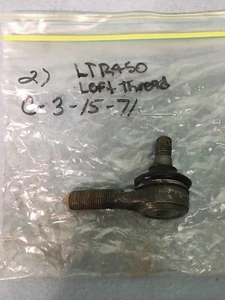 2) LTR450
Left Thread
C-3-15-71